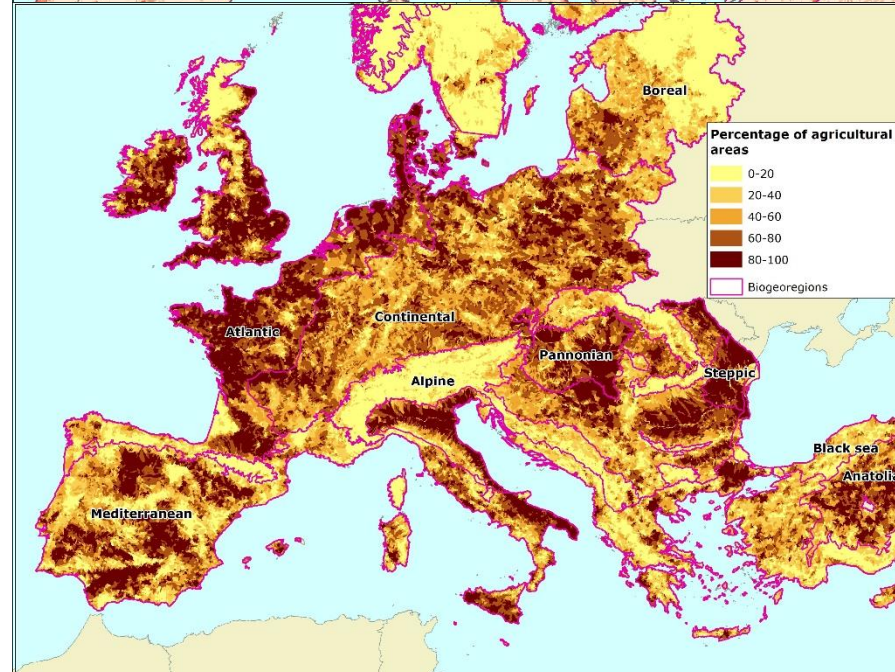 Boreal
Percentage of agricultural
areas
0-20
20-40
40-60
60-80
80-100
Biogeoregions
Atlantic
Continental
Pannonian
Alpine
Steppic
Black sea
Anatolia
Mediterranean